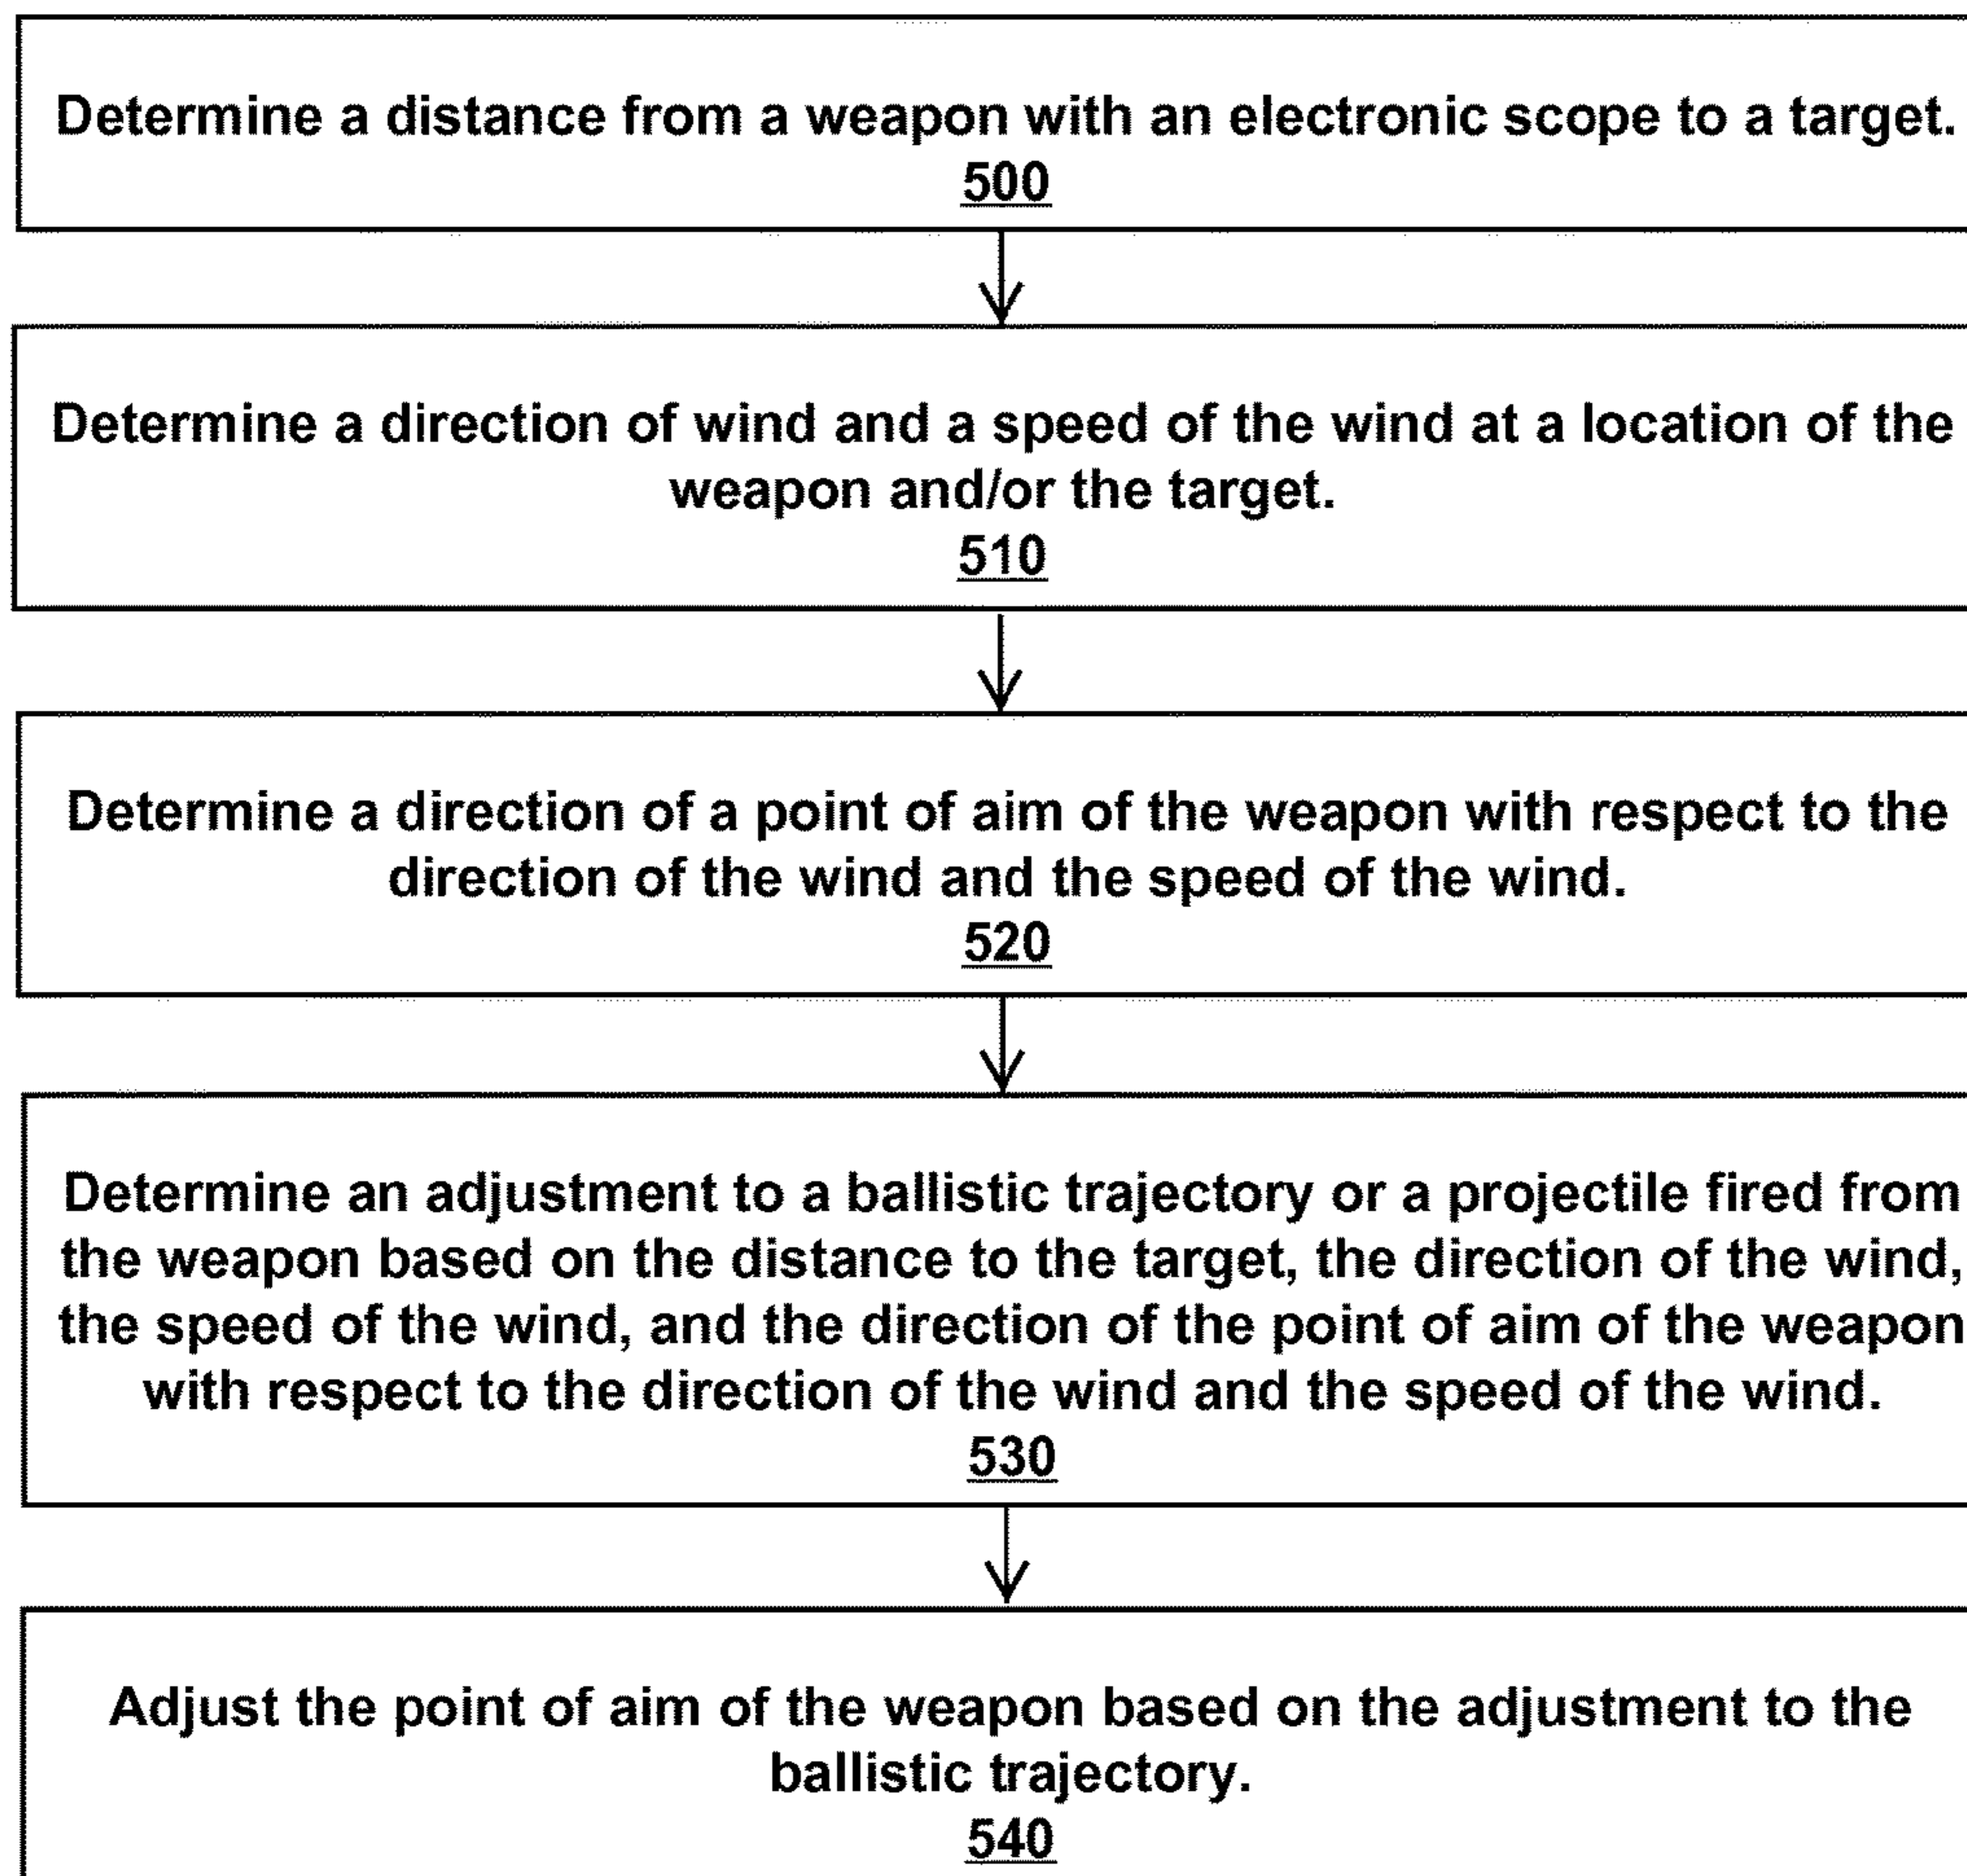 Determine a distance from a weapon with an electronic scope to a target.
500
Determine a direction of wind and a speed of the wind at a location of the
weapon and/or the target.
510
Determine a direction of a point of aim of the weapon with respect to the
direction of the wind and the speed of the wind.
520
Determine an adjustment to a ballistic trajectory or a projectile fired from
the weapon based on the distance to the target, the direction of the wind,
the speed of the wind, and the direction of the point of aim of the weapon
with respect to the direction of the wind and the speed of the wind.
530
Adjust the point of aim of the weapon based on the adjustment to the
ballistic trajectory.
540